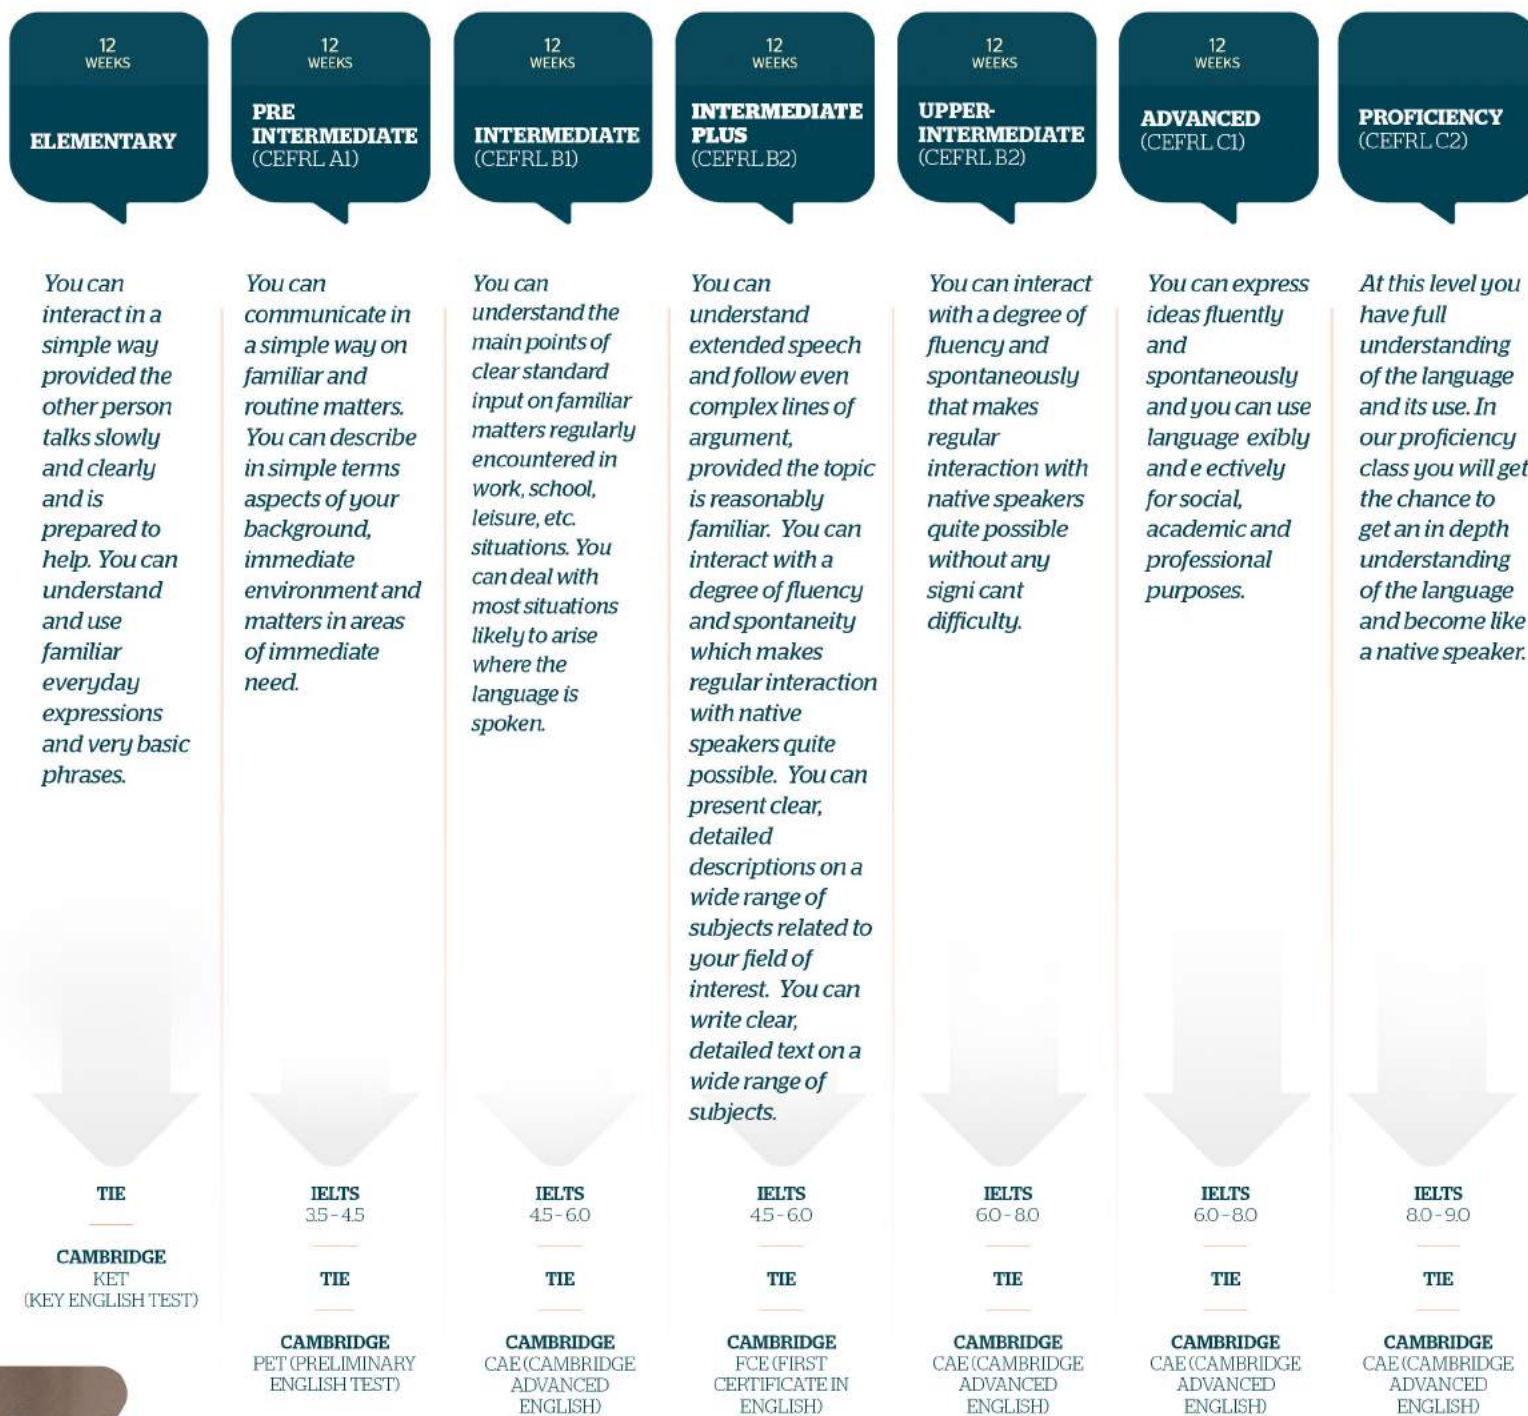 12
WEEKS
ELEMENTARY
You can
interact in a
simple way
provided the
other person
talks slowly
and clearly
and is
prepared to
help. You can
understand
and use
familiar
everyday
expressions
and very basic
phrases.
TIE
CAMBRIDGE
KET
(KEY ENGLISH TEST)
12
WEEKS
PRE
INTERMEDIATE
(CEFRL A1)
You can
communicate in
a simple way on
familiar and
routine matters.
You can describe
in simple terms
aspects of your
background,
immediate
environment and
matters in areas
of immediate
need.
IELTS
3.5 - 4.5
TIE
CAMBRIDGE
PET (PRELIMINARY
ENGLISH TEST)
12
WEEKS
INTERMEDIATE
(CEFRL B1)
You can
understand the
main points of
clear standard
input on familiar
matters regularly
encountered in
work, school,
leisure, etc.
situations. You
can deal with
most situations
likely to arise
where the
language is
spoken.
IELTS
4.5 - 6.0
TIE
CAMBRIDGE
CAE (CAMBRIDGE
ADVANCED
ENGLISH)
12
WEEKS
INTERMEDIATE
PLUS
(CEFRL B2)
You can
understand
extended speech
and follow even
complex lines of
argument,
provided the topic
is reasonably
familiar. You can
interact with a
degree of fluency
and spontaneity
which makes
regular interaction
with native
speakers quite
possible. You can
present clear,
detailed
descriptions on a
wide range of
subjects related to
your field of
interest. You can
write clear,
detailed text on a
wide range of
subjects.
IELTS
4.5 - 6.0
TIE
CAMBRIDGE
FCE (FIRST
CERTIFICATE IN
ENGLISH)
12
WEEKS
UPPER-
INTERMEDIATE
(CEFRL B2)
You can interact
with a degree of
fluency and
spontaneously
that makes
regular
interaction with
native speakers
quite possible
without any
signi cant
difficulty.
IELTS
6.0 - 8.0
TIE
CAMBRIDGE
CAE (CAMBRIDGE
ADVANCED
ENGLISH)
12
WEEKS
ADVANCED
(CEFRL C1)
You can express
ideas fluently
and
spontaneously
and you can use
language exibly
and e ectively
for social,
academic and
professional
purposes.
IELTS
6.0 - 8.0
TIE
CAMBRIDGE
CAE (CAMBRIDGE
ADVANCED
ENGLISH)
PROFICIENCY
(CEFRL C2)
At this level you
have full
understanding
of the language
and its use. In
our proficiency
class you will get
the chance to
get an in depth
understanding
of the language
and become like
a native speaker.
IELTS
8.0 - 9.0
TIE
CAMBRIDGE
CAE (CAMBRIDGE
ADVANCED
ENGLISH)